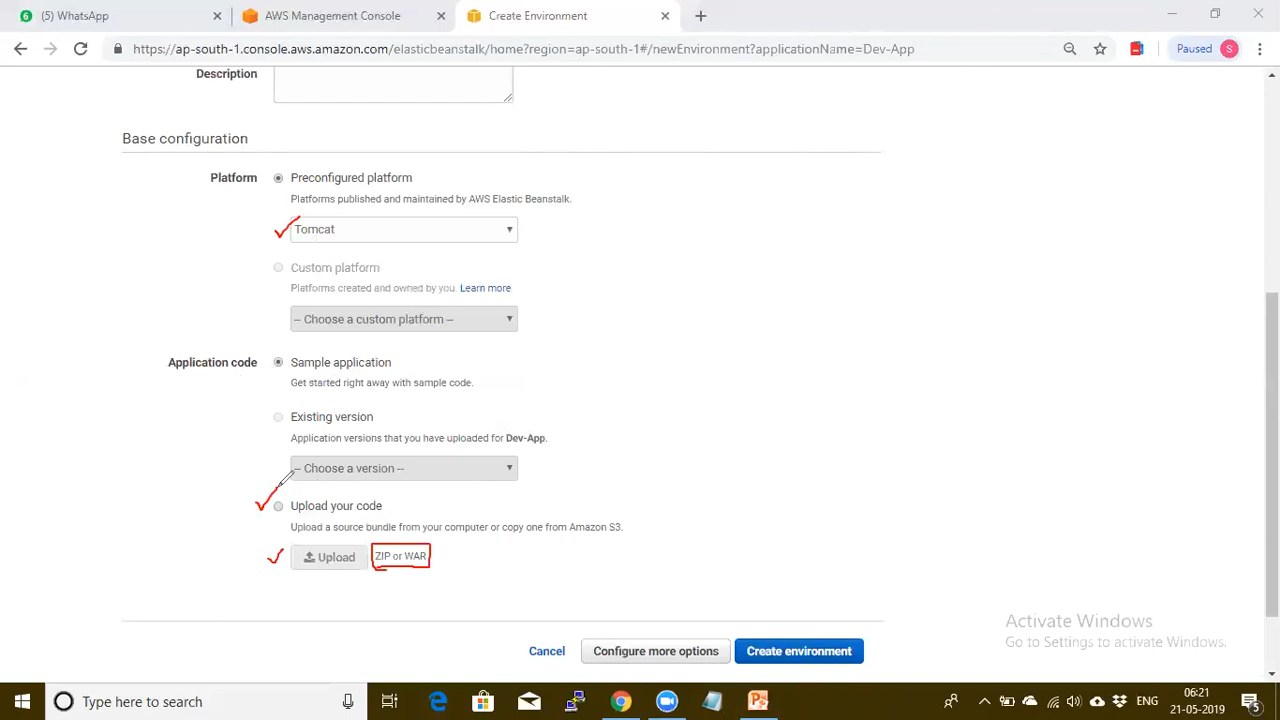 6
(5) WhatsApp
AWS Management Console
Create Environment
https://ap-south-1.console.aws.amazon.com/elasticbeanstalk/home?region=ap-south-1#/newEnvironment?applicationName=Dev-App
Paused
S
Description
Base configuration
Platform
Preconfigured platform
Platforms published and maintained by AWS Elastic Beanstalk.
Tomcat
Custom platform
Platforms created and owned by you. Learn more
-- Choose a custom platform --
Application code
Sample application
Get started right away with sample code.
Existing version
Application versions that you have uploaded for Dev-App.
-- Choose a version --
Upload your code
Upload a source bundle from your computer or copy one from Amazon S3.
Upload
ZIP or WAR
Activate Windows
Go to Settings to activate Windows.
Cancel
Configure more options
Create environment
Type here to search
ENG
06:21
21-05-2019
5